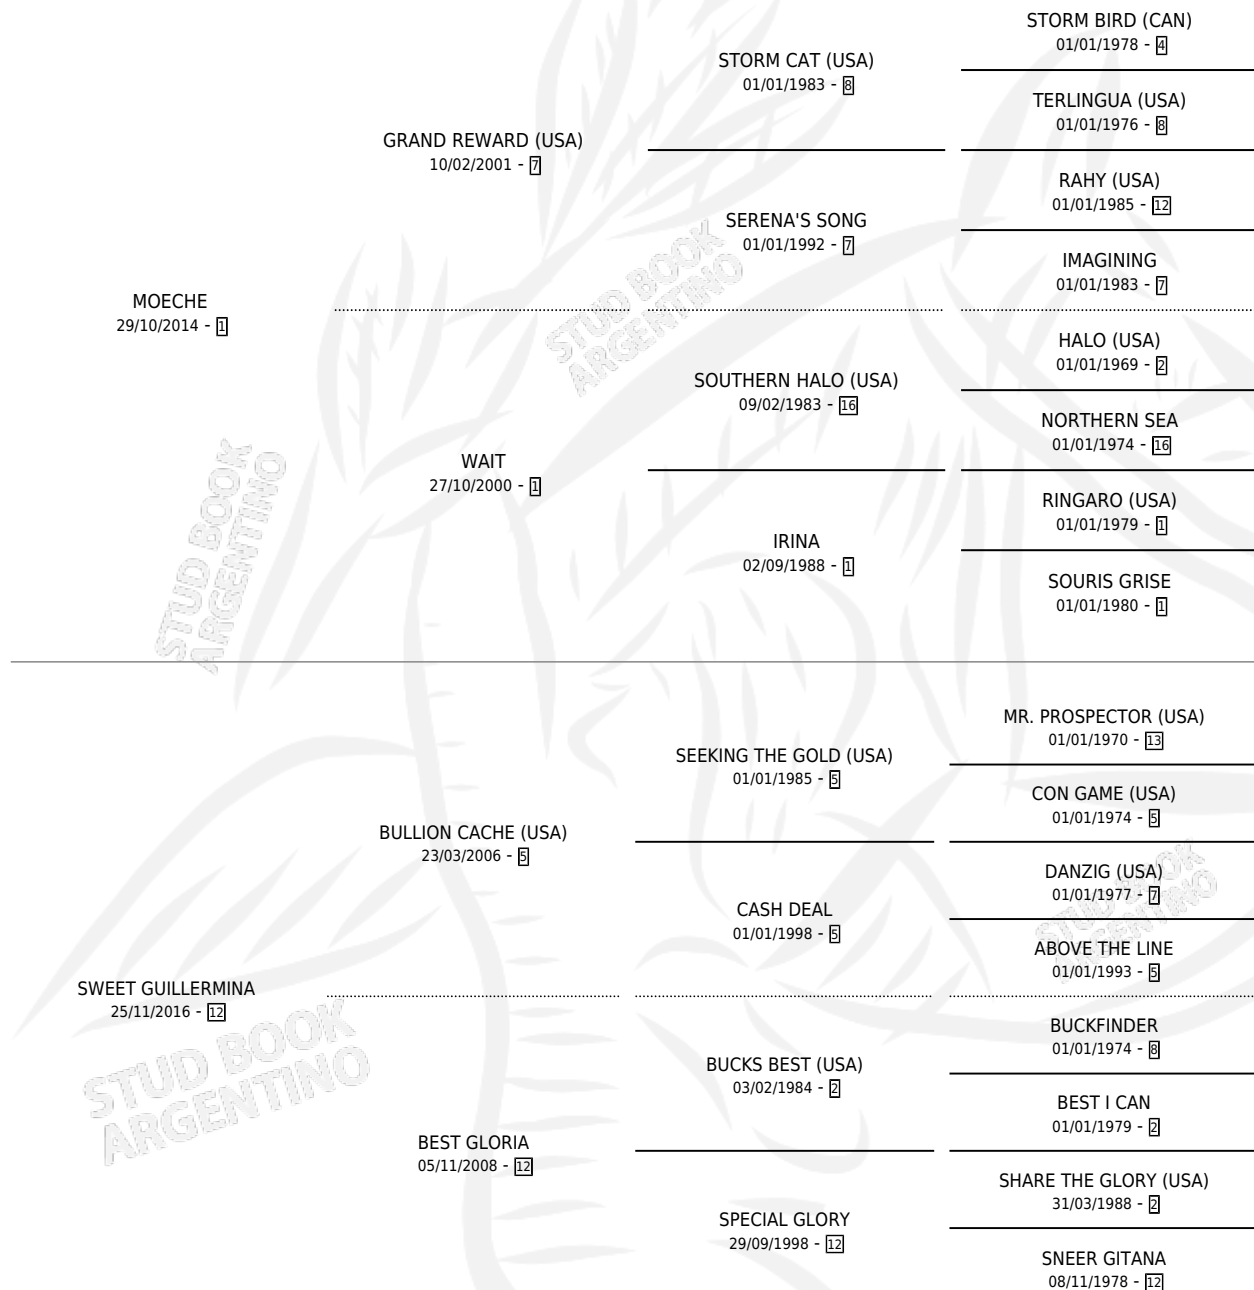 STORM BIRD (CAN)
01/01/1978 - 4
STORM CAT (USA)
01/01/1983 - 8
TERLINGUA (USA)
01/01/1976 - 8
GRAND REWARD (USA)
10/02/2001 - 7
RAHY (USA)
01/01/1985 - 12
SERENA'S SONG
01/01/1992 - 7
IMAGINING
01/01/1983 - 7
MOECHE
29/10/2014 - 1
HALO (USA)
01/01/1969 - 2
SOUTHERN HALO (USA)
09/02/1983 - 16
NORTHERN SEA
01/01/1974 - 16
WAIT
27/10/2000 - 1
RINGARO (USA)
01/01/1979 - 1
IRINA
02/09/1988 - 1
SOURIS GRISE
01/01/1980 - 1
STUD BOOK
ARGENTINO
STUD BOOK
ARGENTINO
MR. PROSPECTOR (USA)
01/01/1970 - 13
SEEKING THE GOLD (USA)
01/01/1985 - 5
CON GAME (USA)
01/01/1974 - 5
BULLION CACHE (USA)
23/03/2006 - 5
DANZIG (USA)
01/01/1977 - 7
CASH DEAL
01/01/1998 - 5
ABOVE THE LINE
01/01/1993 - 5
SWEET GUILLERMINA
25/11/2016 - 12
BUCKFINDER
01/01/1974 - 8
BUCKS BEST (USA)
03/02/1984 - 2
BEST I CAN
01/01/1979 - 2
BEST GLORIA
05/11/2008 - 12
SHARE THE GLORY (USA)
31/03/1988 - 2
SPECIAL GLORY
29/09/1998 - 12
SNEER GITANA
08/11/1978 - 12
STUD BOOK
ARGENTINO
STUD BOOK
ARGENTINO